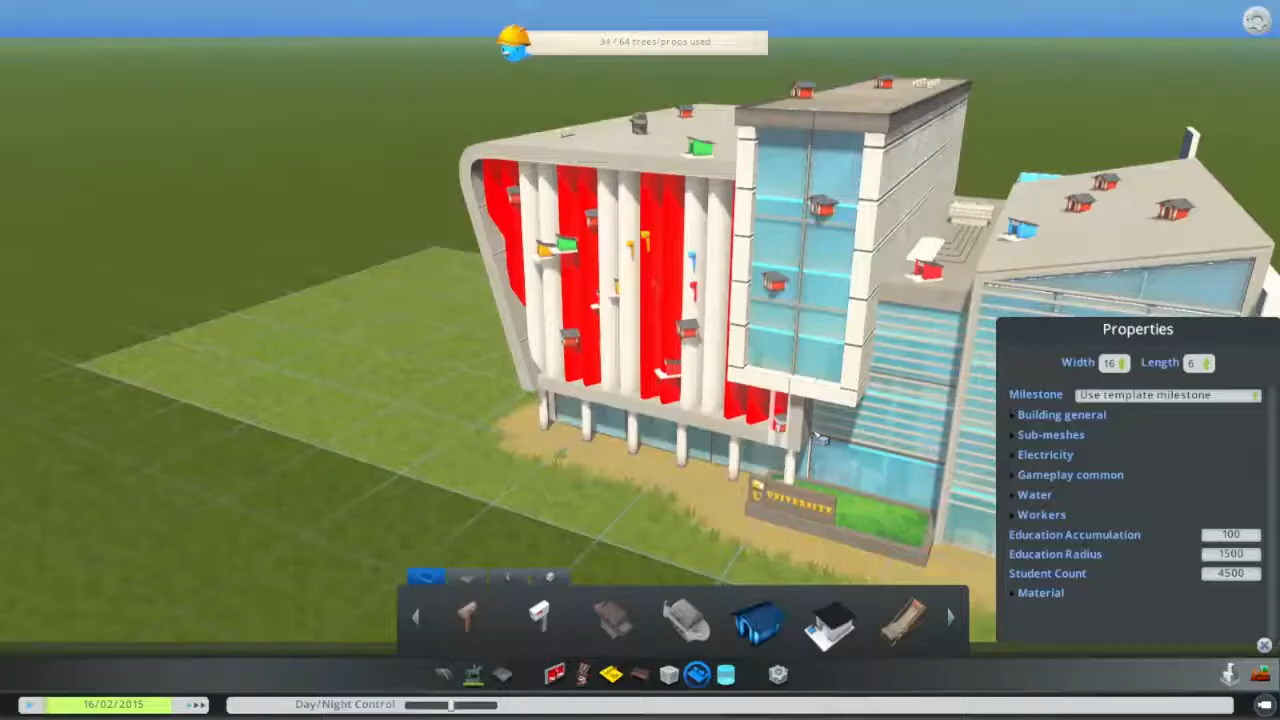 34 / 64 trees/props used
UNIVERSITY
Properties
Width 16 Length 6
Milestone Use template milestone
Building general
Sub-meshes
Electricity
Gameplay common
Water
Workers
Education Accumulation 100
Education Radius 1500
Student Count 4500
Material
16/02/2015 Day/Night Control